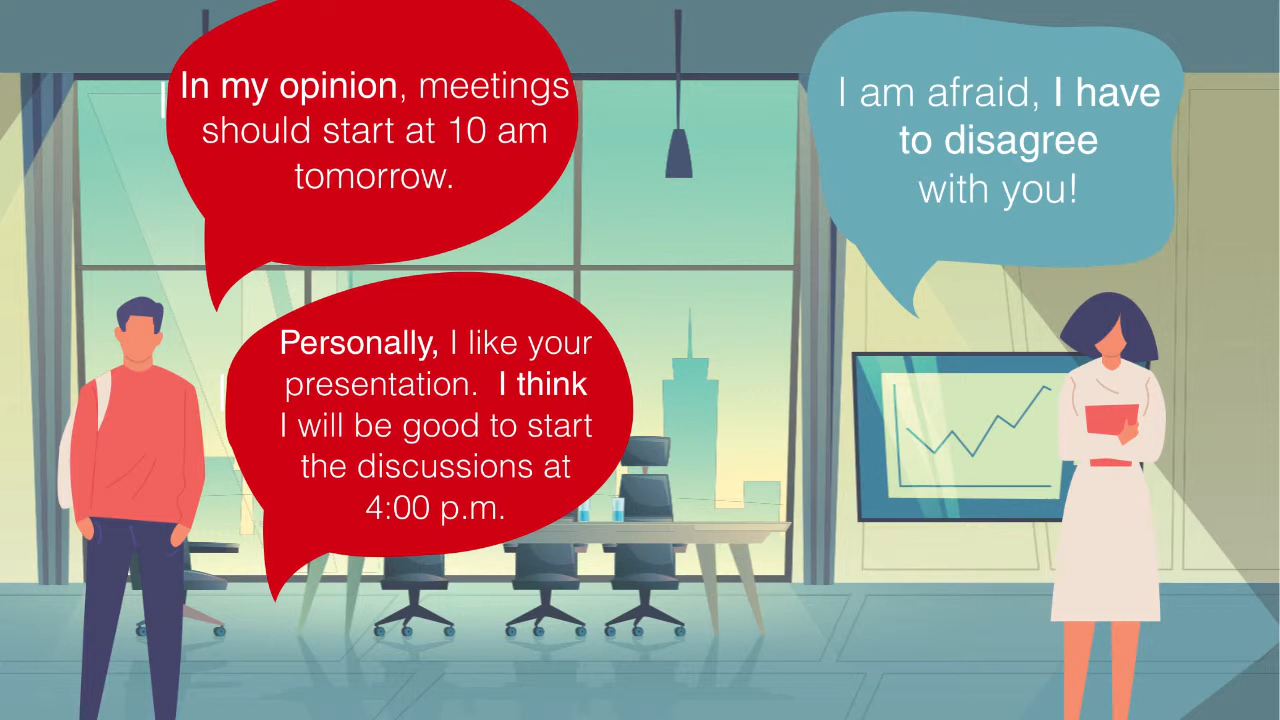 In my opinion, meetings
should start at 10 am
tomorrow.
I am afraid, I have
to disagree
with you!
Personally, I like your
presentation.  I think
I will be good to start
the discussions at
4:00 p.m.